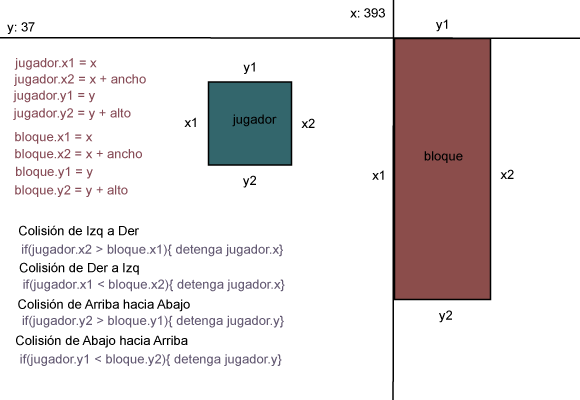 x: 393
y: 37
y1
jugador.x1 = x
jugador.x2 = x + ancho
jugador.y1 = y
jugador.y2 = y + alto
bloque.x1 = x
bloque.x2 = x + ancho
bloque.y1 = y
bloque.y2 = y + alto
y1
x1
jugador
x2
y2
bloque
x1
x2
y2
Colisión de Izq a Der
if(jugador.x2 > bloque.x1){ detenga jugador.x}
Colisión de Der a Izq
if(jugador.x1 < bloque.x2){ detenga jugador.x}
Colisión de Arriba hacia Abajo
if(jugador.y2 > bloque.y1){ detenga jugador.y}
Colisión de Abajo hacia Arriba
if(jugador.y1 < bloque.y2){ detenga jugador.y}